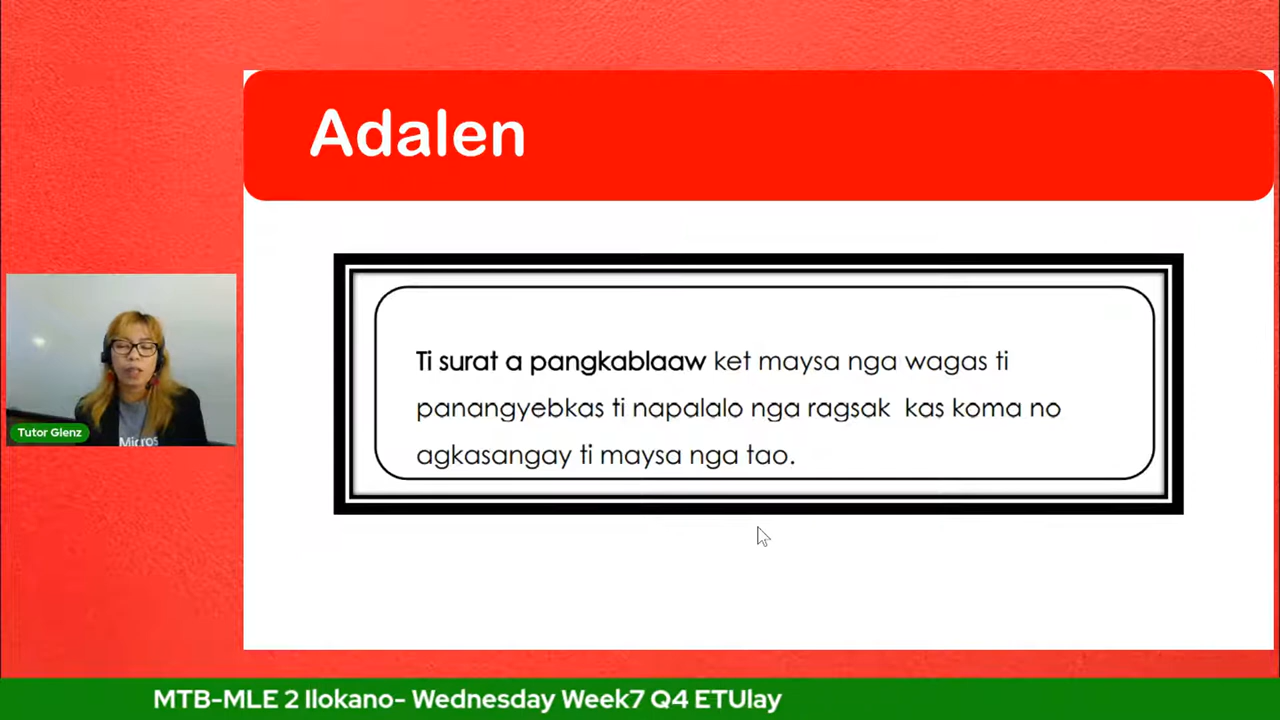 Adalen
Ti surat a pangkablaaw ket maysa nga wagas ti
panangyebkas ti napalalo nga ragsak kas koma no
agkasangay ti maysa nga tao.
Micros
Tutor Glenz
MTB-MLE 2 Ilokano- Wednesday Week7 Q4 ETUlay